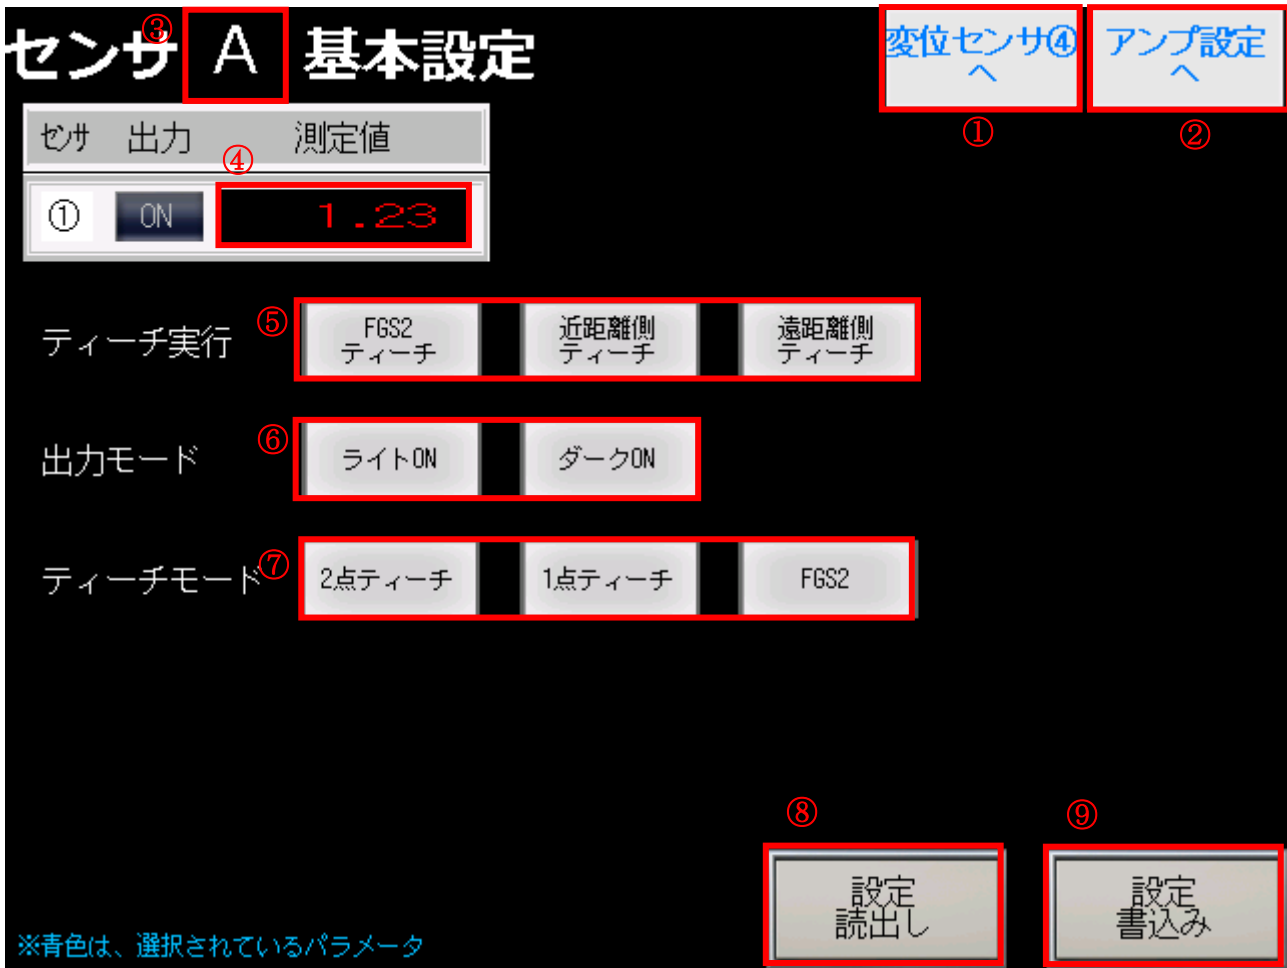 ③
センサ A 基本設定
変位センサ④
へ
アンプ設定
へ
①
②
センサ 出力 測定値
④
① ON 1.23
ティーチ実行
⑤
FGS2
ティーチ
近距離側
ティーチ
遠距離側
ティーチ
出力モード
⑥
ライトON
ダークON
ティーチモード
⑦
2点ティーチ
1点ティーチ
FGS2
⑧
⑨
設定
読出し
設定
書込み
※青色は、選択されているパラメータ